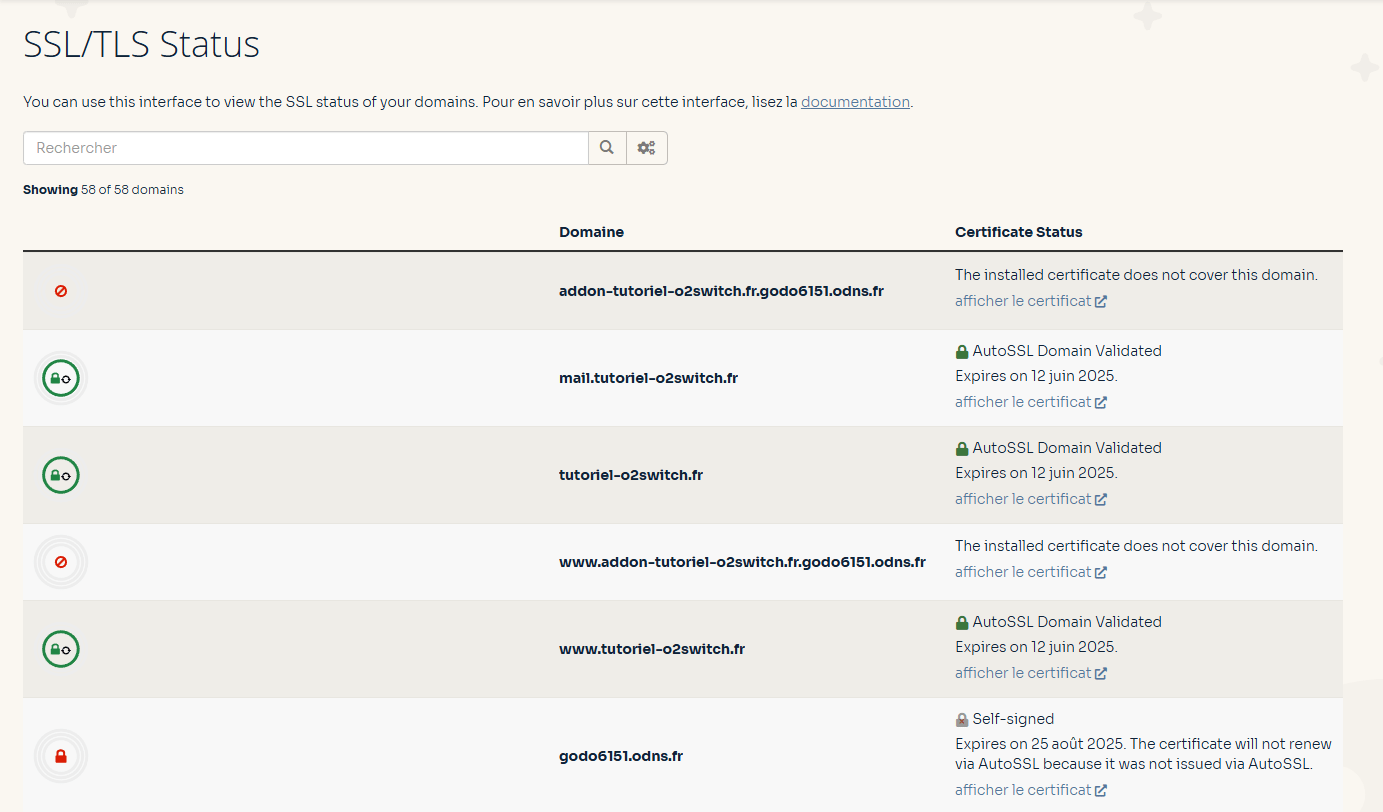 SSL/TLS Status
You can use this interface to view the SSL status of your domains. Pour en savoir plus sur cette interface, lisez la documentation.
Rechercher
Showing 58 of 58 domains
Domaine Certificate Status
addon-tutoriel-o2switch.fr.godo6151.odns.fr
The installed certificate does not cover this domain.
afficher le certificat
mail.tutoriel-o2switch.fr
AutoSSL Domain Validated
Expires on 12 juin 2025.
afficher le certificat
tutoriel-o2switch.fr
AutoSSL Domain Validated
Expires on 12 juin 2025.
afficher le certificat
www.addon-tutoriel-o2switch.fr.godo6151.odns.fr
The installed certificate does not cover this domain.
afficher le certificat
www.tutoriel-o2switch.fr
AutoSSL Domain Validated
Expires on 12 juin 2025.
afficher le certificat
godo6151.odns.fr
Self-signed
Expires on 25 août 2025. The certificate will not renew
via AutoSSL because it was not issued via AutoSSL.
afficher le certificat